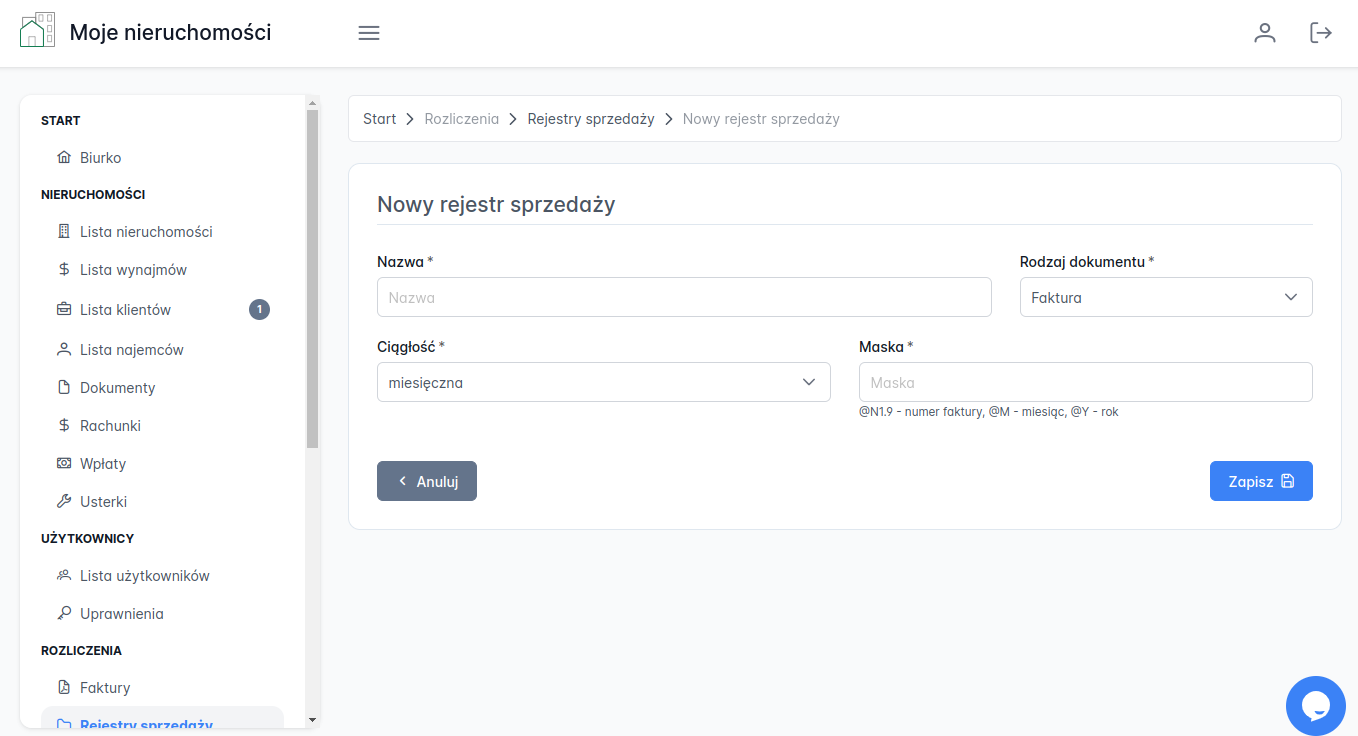 Moje nieruchomości
START
Biurko
NIERUCHOMOŚCI
Lista nieruchomości
Lista wynajmów
Lista klientów 1
Lista najemców
Dokumenty
Rachunki
Wpłaty
Usterki
UŻYTKOWNICY
Lista użytkowników
Uprawnienia
ROZLICZENIA
Faktury
Rejestry sprzedaży
Start > Rozliczenia > Rejestry sprzedaży > Nowy rejestr sprzedaży
Nowy rejestr sprzedaży
Nazwa * Rodzaj dokumentu *
Nazwa Faktura
Ciągłość * Maska *
miesięczna Maska
@N1.9 - numer faktury, @M - miesiąc, @Y - rok
Anuluj Zapisz